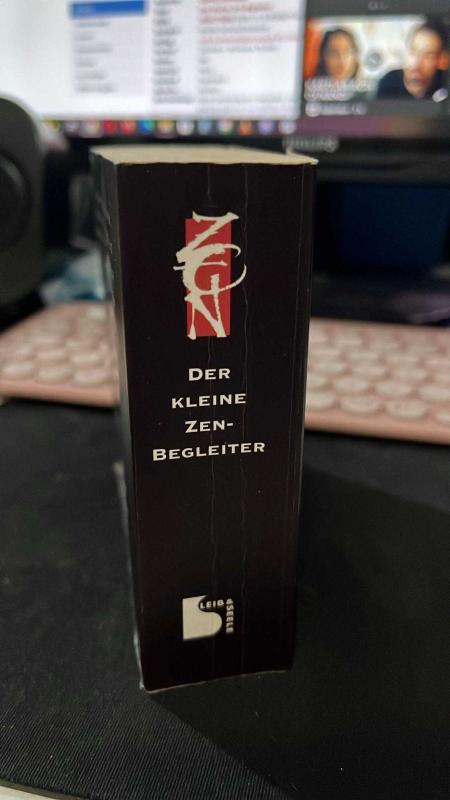 ZEN
DER
KLEINE
ZEN-
BEGLEITER
LEIB
&SEELE